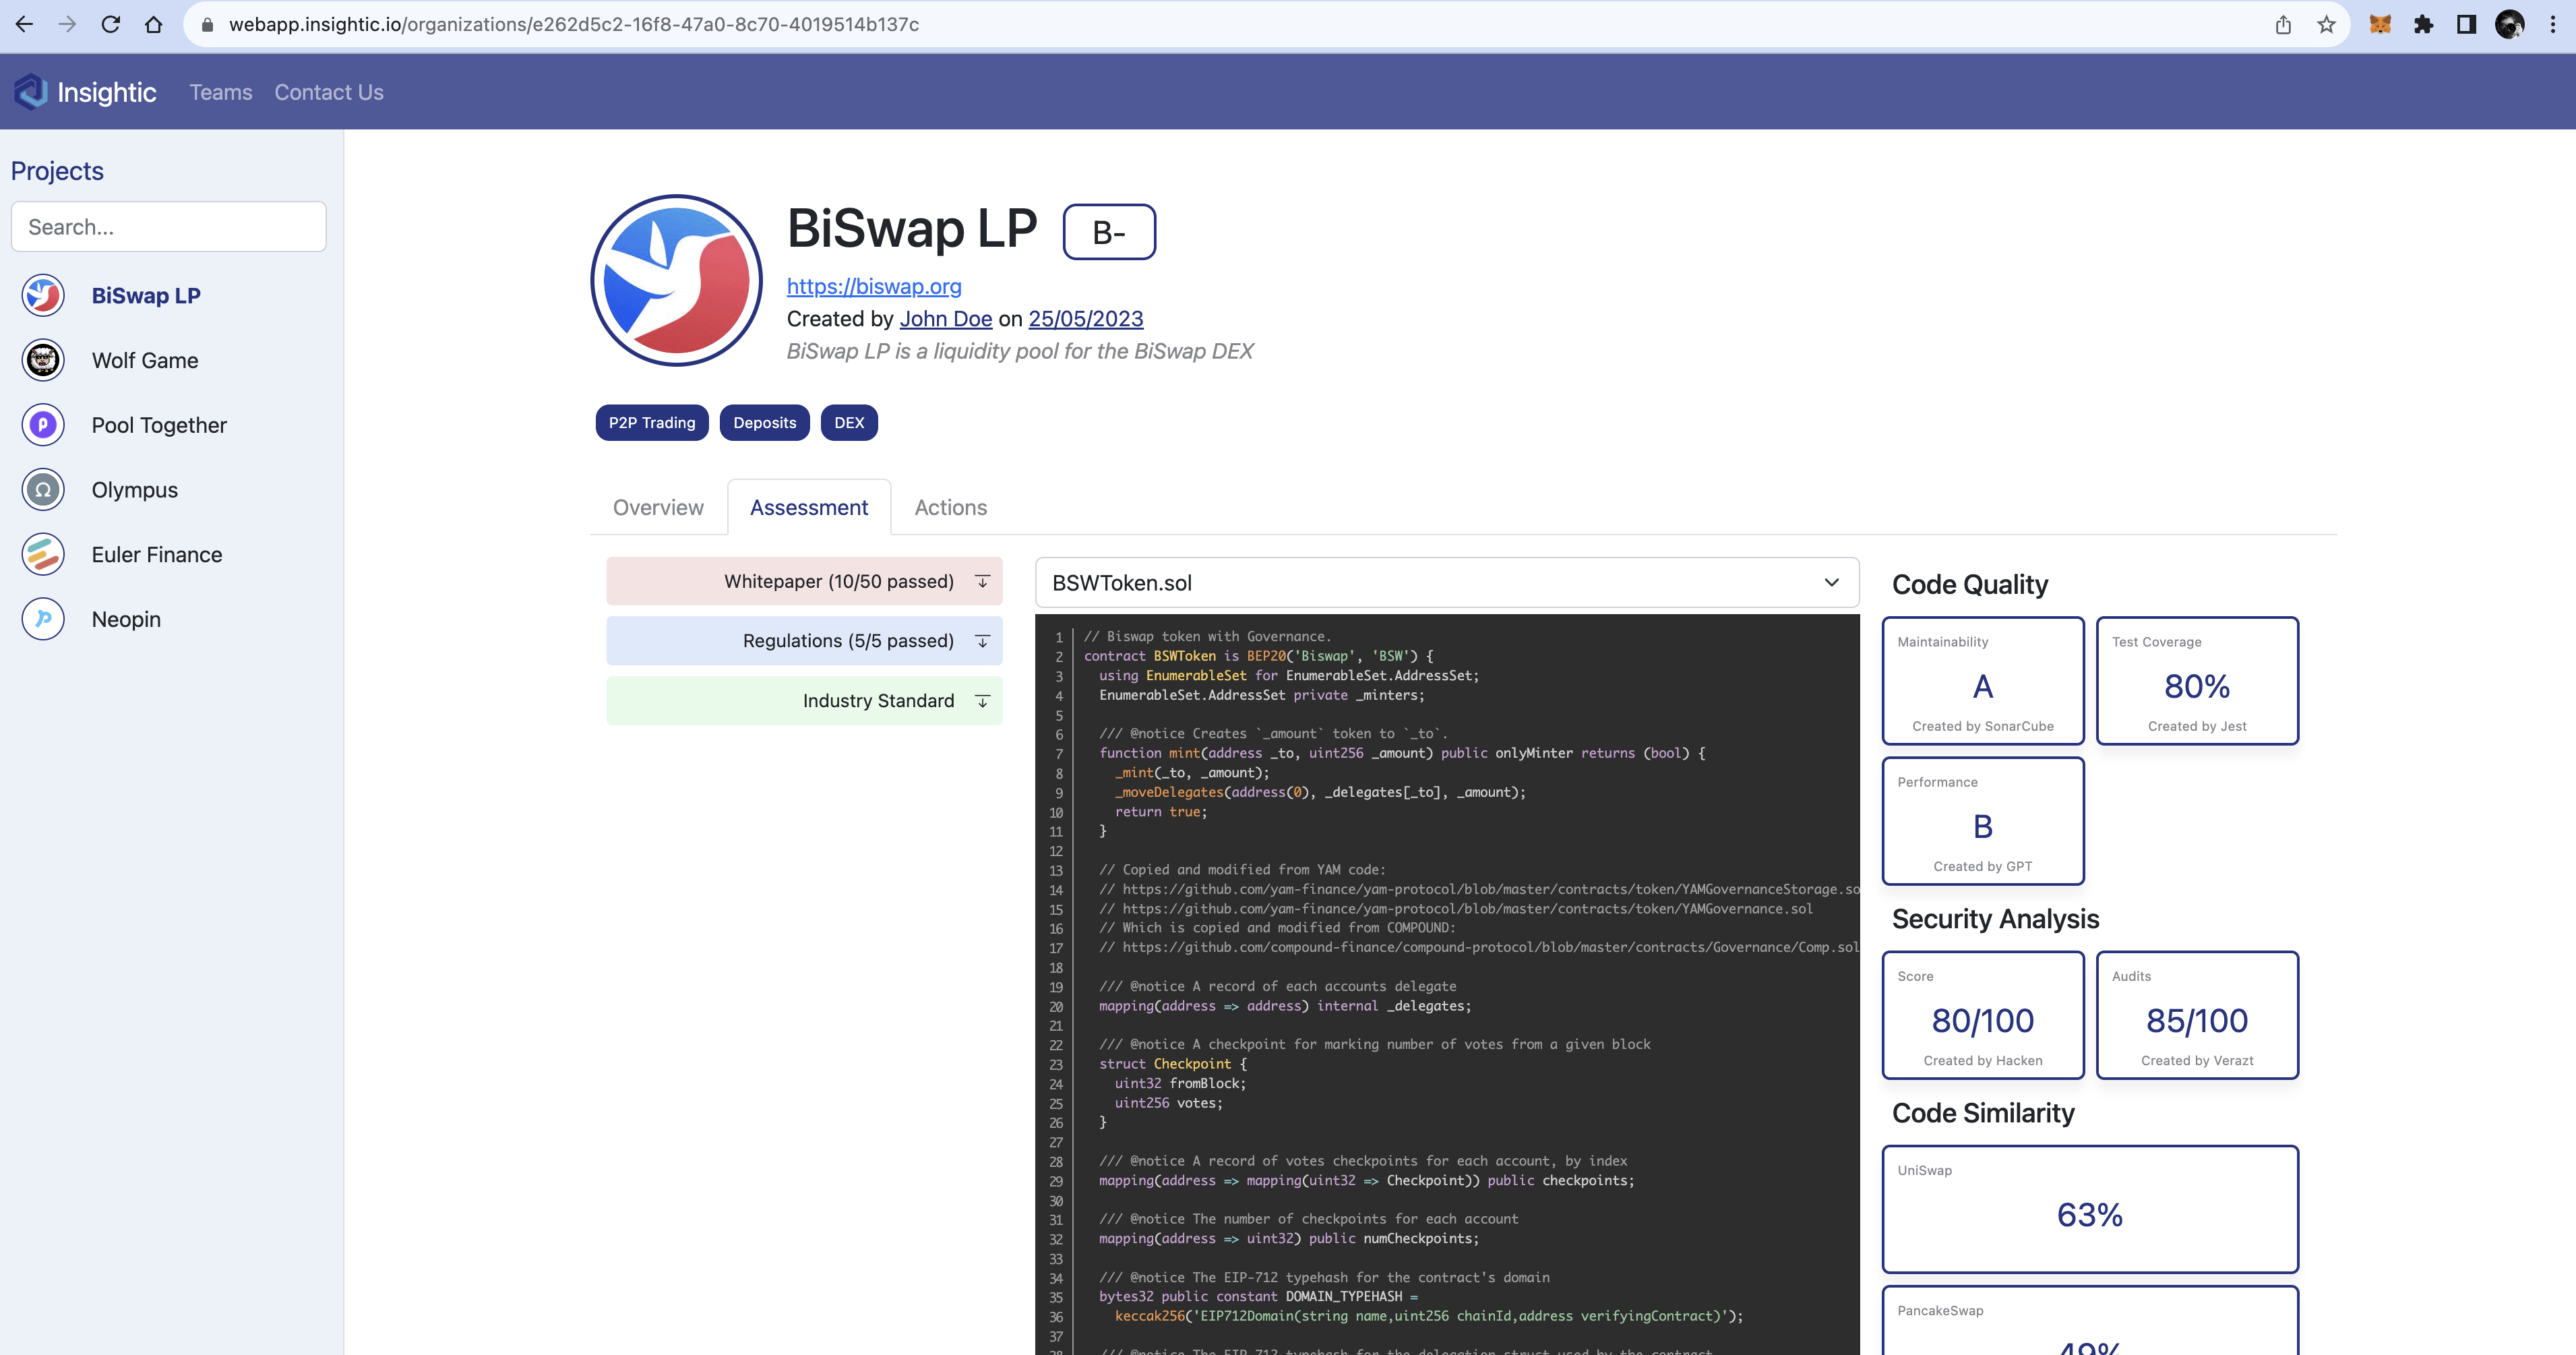 webapp.insightic.io/organizations/e262d5c2-16f8-47a0-8c70-4019514b137c
Insightic Teams Contact Us
Projects
Search...
BiSwap LP
Wolf Game
Pool Together
Olympus
Euler Finance
Neopin
BiSwap LP B-
https://biswap.org
Created by John Doe on 25/05/2023
BiSwap LP is a liquidity pool for the BiSwap DEX
P2P Trading Deposits DEX
Overview Assessment Actions
Whitepaper (10/50 passed)
Regulations (5/5 passed)
Industry Standard
BSWToken.sol
1 // Biswap token with Governance.
2 contract BSWToken is BEP20('Biswap', 'BSW') {
3 using EnumerableSet for EnumerableSet.AddressSet;
4 EnumerableSet.AddressSet private _minters;
5
6 /// @notice Creates `_amount` token to `_to`.
7 function mint(address _to, uint256 _amount) public onlyMinter returns (bool) {
8 _mint(_to, _amount);
9 _moveDelegates(address(0), _delegates[_to], _amount);
10 return true;
11 }
12
13 // Copied and modified from YAM code:
14 // https://github.com/yam-finance/yam-protocol/blob/master/contracts/token/YAMGovernanceStorage.so
15 // https://github.com/yam-finance/yam-protocol/blob/master/contracts/token/YAMGovernance.sol
16 // Which is copied and modified from COMPOUND:
17 // https://github.com/compound-finance/compound-protocol/blob/master/contracts/Governance/Comp.sol
18
19 /// @notice A record of each accounts delegate
20 mapping(address => address) internal _delegates;
21
22 /// @notice A checkpoint for marking number of votes from a given block
23 struct Checkpoint {
24 uint32 fromBlock;
25 uint256 votes;
26 }
27
28 /// @notice A record of votes checkpoints for each account, by index
29 mapping(address => mapping(uint32 => Checkpoint)) public checkpoints;
30
31 /// @notice The number of checkpoints for each account
32 mapping(address => uint32) public numCheckpoints;
33
34 /// @notice The EIP-712 typehash for the contract's domain
35 bytes32 public constant DOMAIN_TYPEHASH =
36 keccak256('EIP712Domain(string name,uint256 chainId,address verifyingContract)');
37
38 /// @notice The EIP-712 typehash for the delegation struct used by the contract
Code Quality
Maintainability
A
Created by SonarCube
Test Coverage
80%
Created by Jest
Performance
B
Created by GPT
Security Analysis
Score
80/100
Created by Hacken
Audits
85/100
Created by Verazt
Code Similarity
UniSwap
63%
PancakeSwap
49%